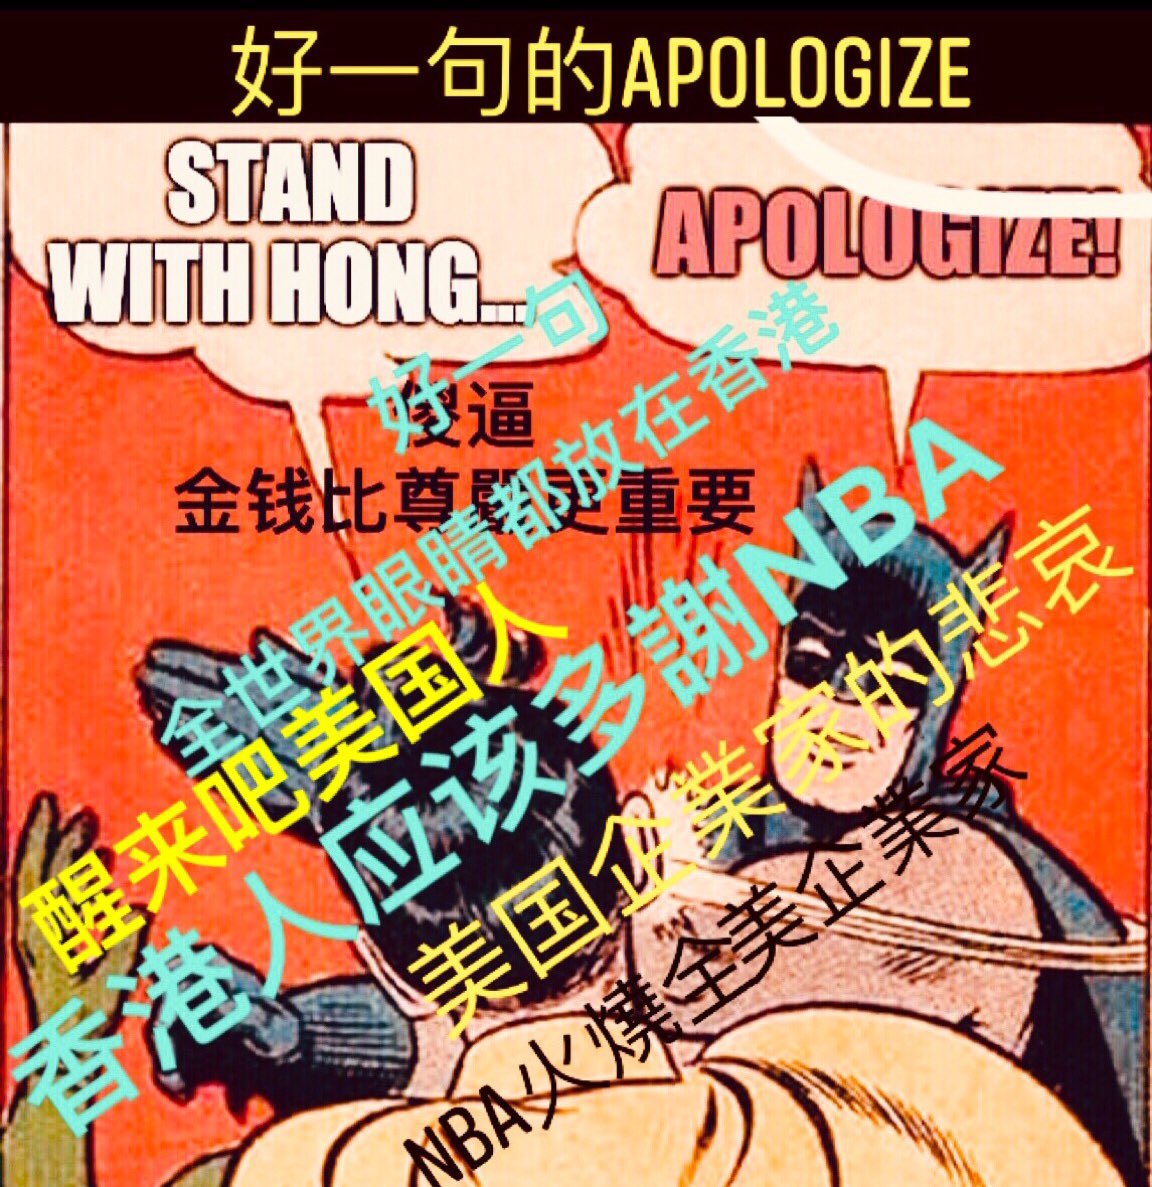 好一句的APOLOGIZE
STAND
WITH HONG...
APOLOGIZE!
好一句
傻逼
金钱比尊嚴更重要
全世界眼睛都放在香港
醒来吧美国人
香港人应该多謝NBA
美国企業家的悲哀
NBA火燒全美企業家